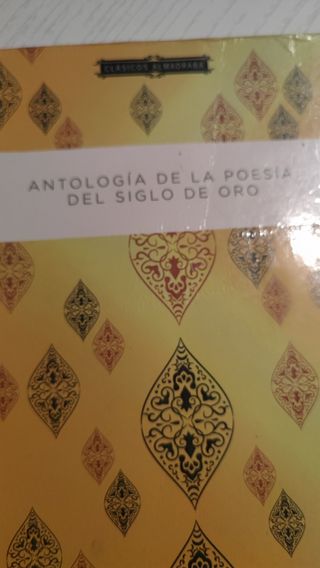 CLÁSICOS ALMADRABA
ANTOLOGÍA DE LA POESÍA
DEL SIGLO DE ORO